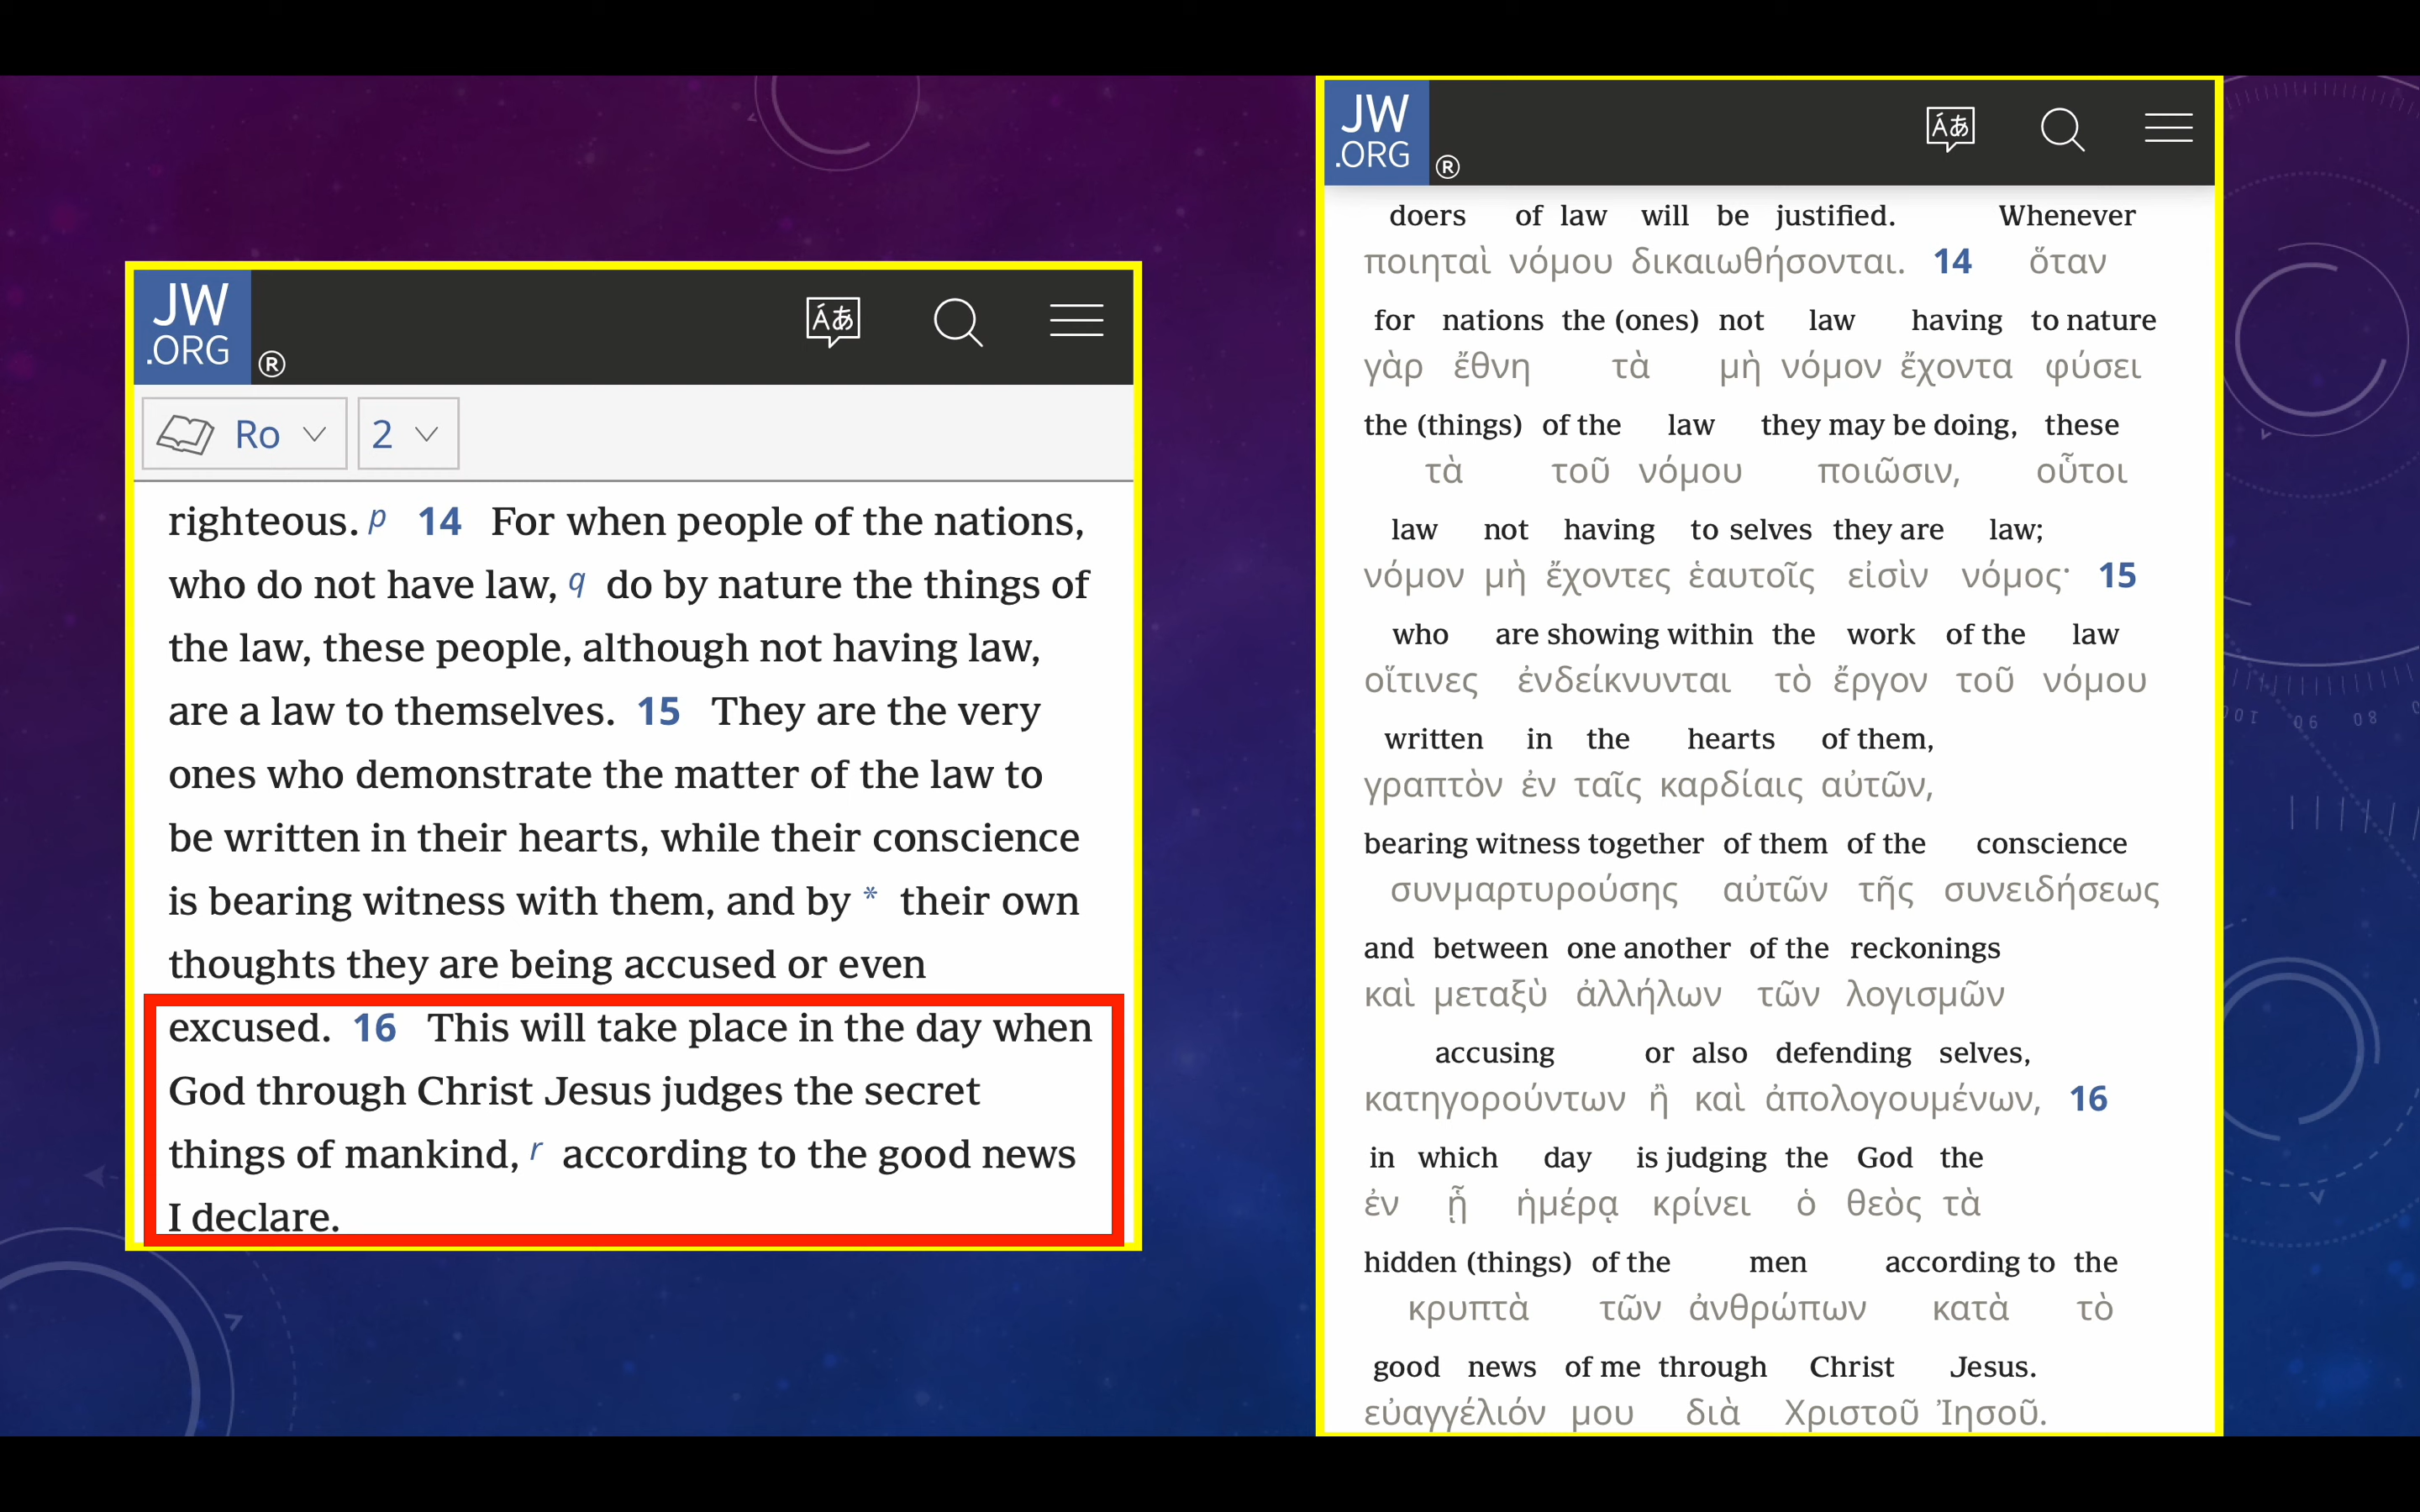 JW
.ORG
®
Áあ
Ro
2
righteous. p 14 For when people of the nations,
who do not have law, q do by nature the things of
the law, these people, although not having law,
are a law to themselves. 15 They are the very
ones who demonstrate the matter of the law to
be written in their hearts, while their conscience
is bearing witness with them, and by * their own
thoughts they are being accused or even
excused. 16 This will take place in the day when
God through Christ Jesus judges the secret
things of mankind, r according to the good news
I declare.
JW
.ORG
®
Áあ
doers of law will be justified. Whenever
ποιηταὶ νόμου δικαιωθήσονται. 14 ὅταν
for nations the (ones) not law having to nature
γὰρ ἔθνη τὰ μὴ νόμον ἔχοντα φύσει
the (things) of the law they may be doing, these
τὰ τοῦ νόμου ποιῶσιν, οὗτοι
law not having to selves they are law;
νόμον μὴ ἔχοντες ἑαυτοῖς εἰσὶν νόμος· 15
who are showing within the work of the law
οἵτινες ἐνδείκνυνται τὸ ἔργον τοῦ νόμου
written in the hearts of them,
γραπτὸν ἐν ταῖς καρδίαις αὐτῶν,
bearing witness together of them of the conscience
συνμαρτυρούσης αὐτῶν τῆς συνειδήσεως
and between one another of the reckonings
καὶ μεταξὺ ἀλλήλων τῶν λογισμῶν
accusing or also defending selves,
κατηγορούντων ἢ καὶ ἀπολογουμένων, 16
in which day is judging the God the
ἐν ᾗ ἡμέρᾳ κρίνει ὁ θεὸς τὰ
hidden (things) of the men according to the
κρυπτὰ τῶν ἀνθρώπων κατὰ τὸ
good news of me through Christ Jesus.
εὐαγγέλιόν μου διὰ Χριστοῦ Ἰησοῦ.